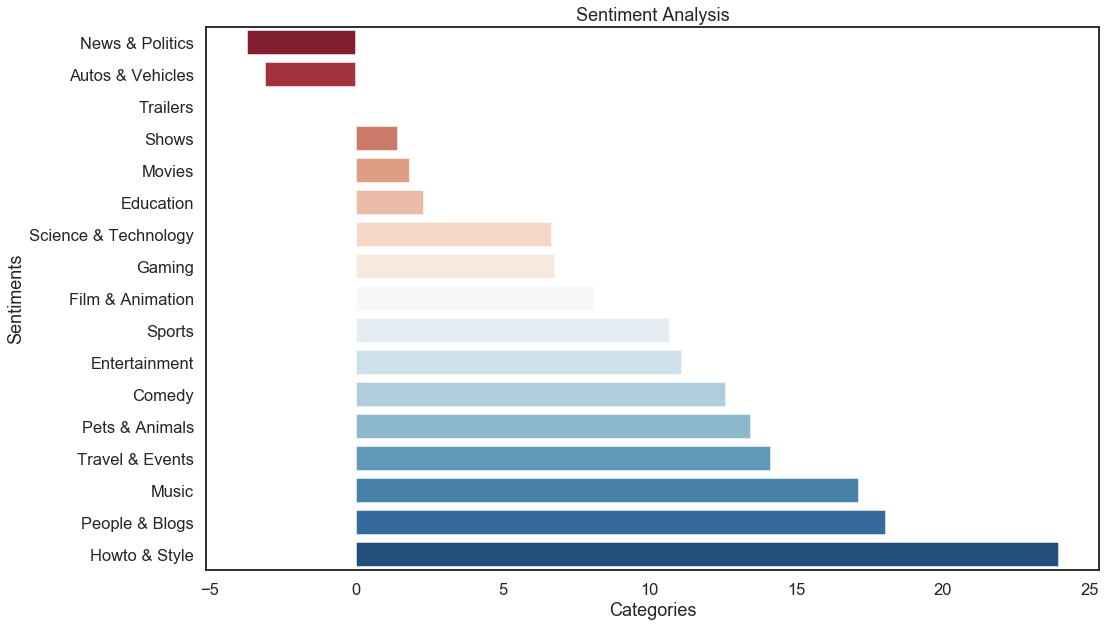 Sentiment Analysis
News & Politics
Autos & Vehicles
Trailers
Shows
Movies
Education
Science & Technology
Gaming
Film & Animation
Sports
Entertainment
Comedy
Pets & Animals
Travel & Events
Music
People & Blogs
Howto & Style
Sentiments
−5 0 5 10 15 20 25
Categories